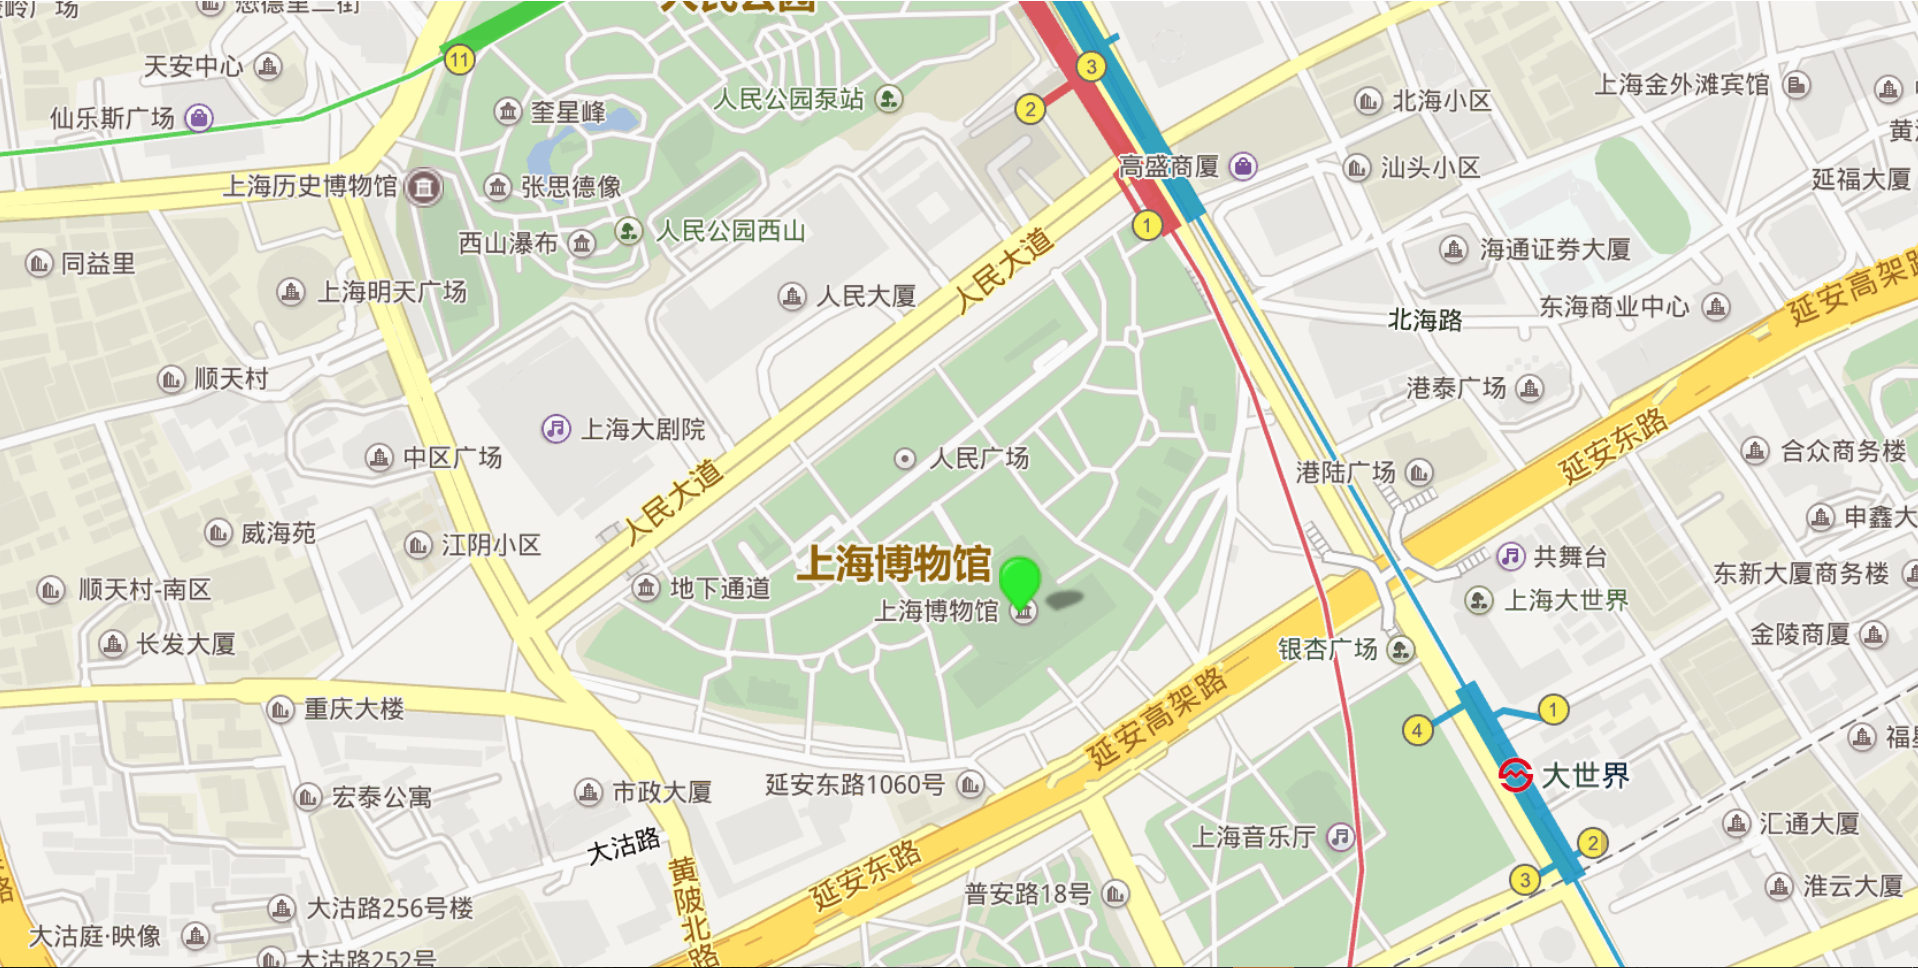 人民公园
天安中心
11
3
上海金外滩宾馆
仙乐斯广场
奎星峰
人民公园泵站
2
北海小区
高盛商厦
汕头小区
延福大厦
上海历史博物馆
张思德像
1
西山瀑布
人民公园西山
海通证券大厦
同益里
上海明天广场
人民大厦
人民大道
北海路
东海商业中心
延安高架路
顺天村
港泰广场
上海大剧院
中区广场
人民广场
延安东路
港陆广场
合众商务楼
人民大道
威海苑
江阴小区
申鑫大
上海博物馆
共舞台
顺天村-南区
地下通道
上海博物馆
上海大世界
东新大厦商务楼
长发大厦
银杏广场
金陵商厦
重庆大楼
延安高架路
4
1
宏泰公寓
市政大厦
延安东路1060号
大世界
大沽路
上海音乐厅
2
汇通大厦
黄陂北路
延安东路
普安路18号
3
淮云大厦
大沽路256号楼
大沽庭·映像
大沽路252号